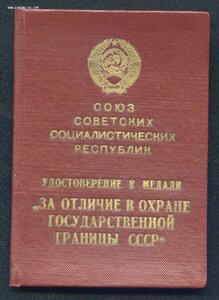 СОЮЗ
СОВЕТСКИХ
СОЦИАЛИСТИЧЕСКИХ
РЕСПУБЛИК
УДОСТОВЕРЕНИЕ К МЕДАЛИ
„ЗА ОТЛИЧИЕ В ОХРАНЕ
ГОСУДАРСТВЕННОЙ
ГРАНИЦЫ СССР“